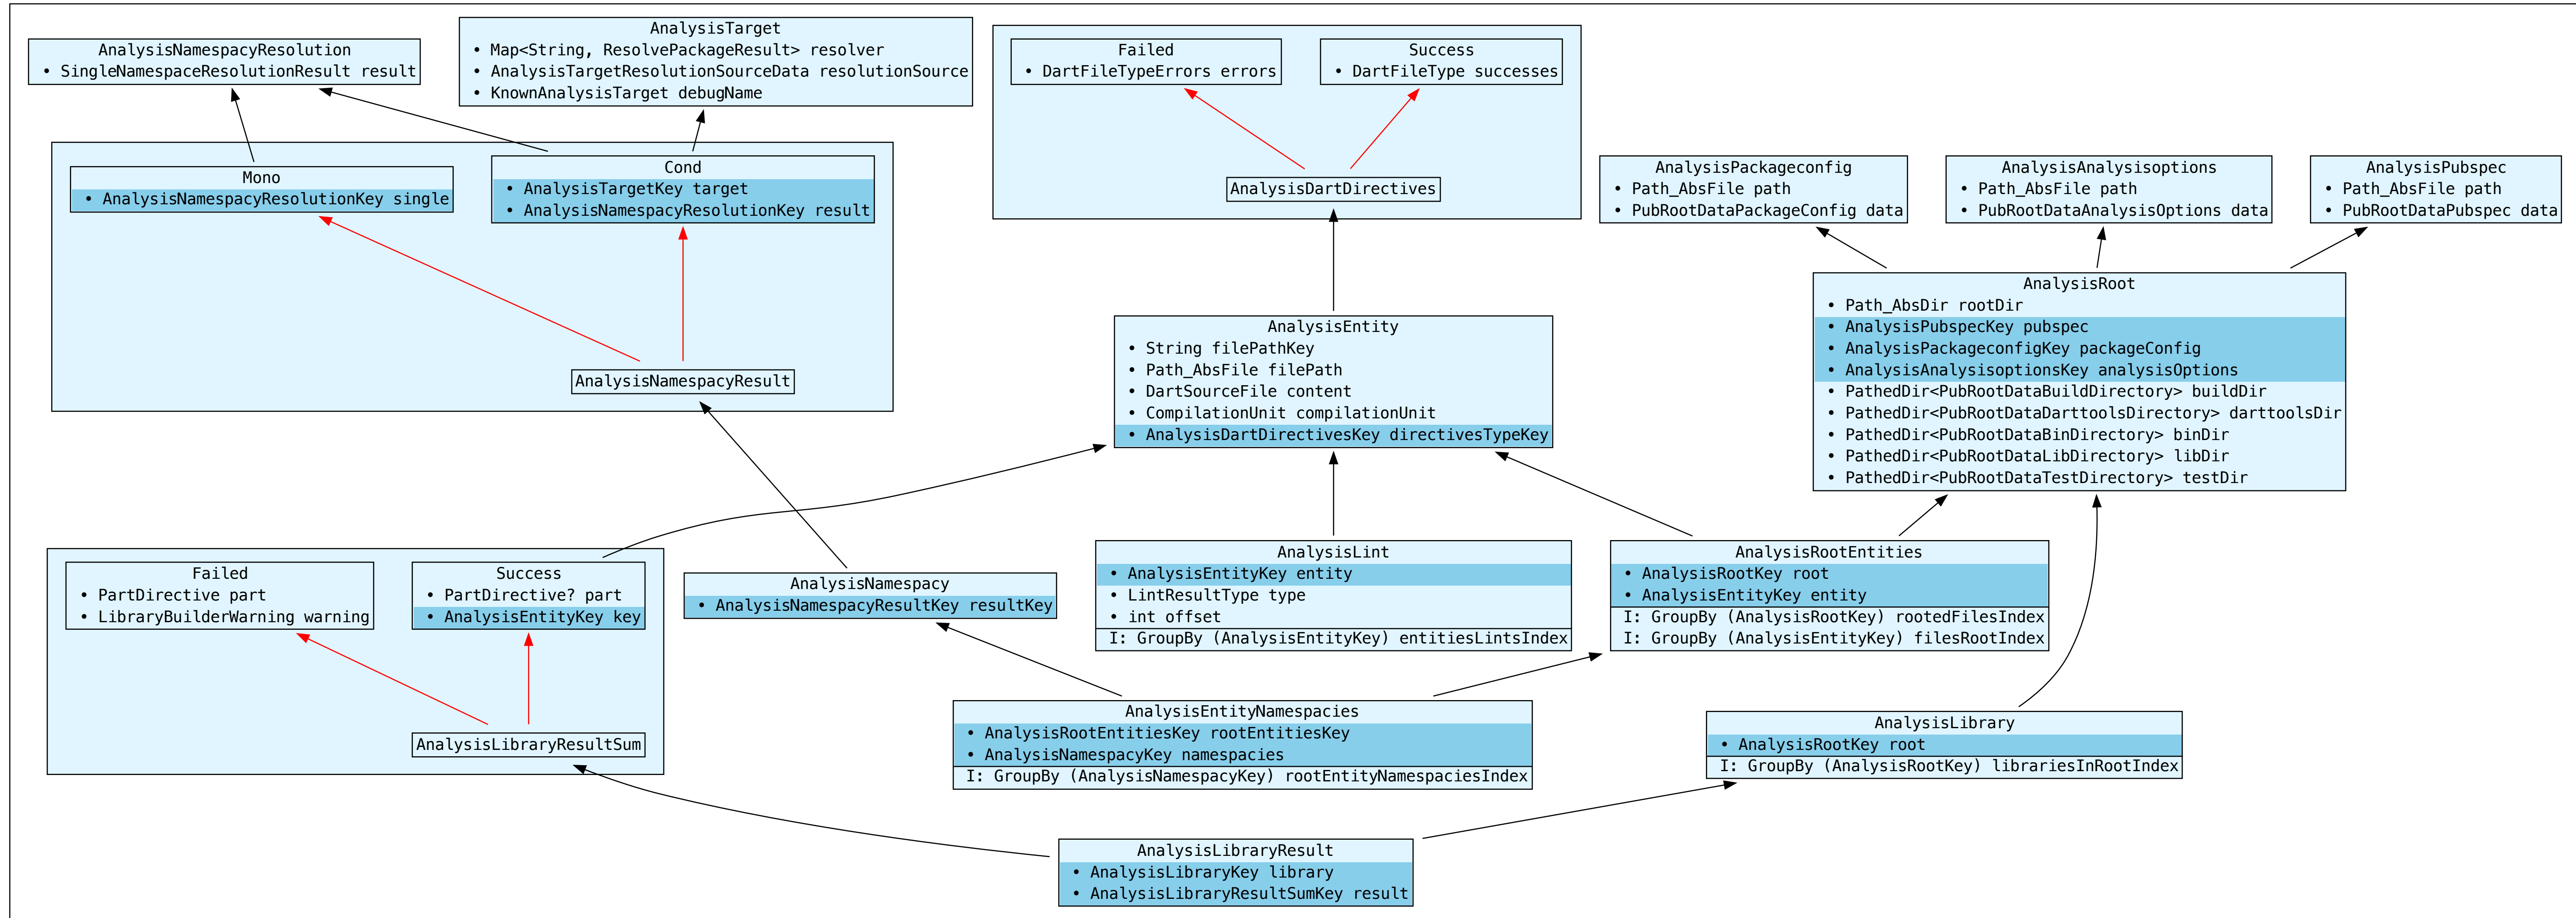 AnalysisNamespacyResolution
• SingleNamespaceResolutionResult result
AnalysisTarget
• Map<String, ResolvePackageResult> resolver
• AnalysisTargetResolutionSourceData resolutionSource
• KnownAnalysisTarget debugName
Failed
• DartFileTypeErrors errors
Success
• DartFileType successes
AnalysisDartDirectives
Mono
• AnalysisNamespacyResolutionKey single
Cond
• AnalysisTargetKey target
• AnalysisNamespacyResolutionKey result
AnalysisNamespacyResult
AnalysisPackageconfig
• Path_AbsFile path
• PubRootDataPackageConfig data
AnalysisAnalysisoptions
• Path_AbsFile path
• PubRootDataAnalysisOptions data
AnalysisPubspec
• Path_AbsFile path
• PubRootDataPubspec data
AnalysisEntity
• String filePathKey
• Path_AbsFile filePath
• DartSourceFile content
• CompilationUnit compilationUnit
• AnalysisDartDirectivesKey directivesTypeKey
AnalysisRoot
• Path_AbsDir rootDir
• AnalysisPubspecKey pubspec
• AnalysisPackageconfigKey packageConfig
• AnalysisAnalysisoptionsKey analysisOptions
• PathedDir<PubRootDataBuildDirectory> buildDir
• PathedDir<PubRootDataDarttoolsDirectory> darttoolsDir
• PathedDir<PubRootDataBinDirectory> binDir
• PathedDir<PubRootDataLibDirectory> libDir
• PathedDir<PubRootDataTestDirectory> testDir
Failed
• PartDirective part
• LibraryBuilderWarning warning
Success
• PartDirective? part
• AnalysisEntityKey key
AnalysisLibraryResultSum
AnalysisNamespacy
• AnalysisNamespacyResultKey resultKey
AnalysisLint
• AnalysisEntityKey entity
• LintResultType type
• int offset
I: GroupBy (AnalysisEntityKey) entitiesLintsIndex
AnalysisRootEntities
• AnalysisRootKey root
• AnalysisEntityKey entity
I: GroupBy (AnalysisRootKey) rootedFilesIndex
I: GroupBy (AnalysisEntityKey) filesRootIndex
AnalysisEntityNamespacies
• AnalysisRootEntitiesKey rootEntitiesKey
• AnalysisNamespacyKey namespacies
I: GroupBy (AnalysisNamespacyKey) rootEntityNamespaciesIndex
AnalysisLibrary
• AnalysisRootKey root
I: GroupBy (AnalysisRootKey) librariesInRootIndex
AnalysisLibraryResult
• AnalysisLibraryKey library
• AnalysisLibraryResultSumKey result